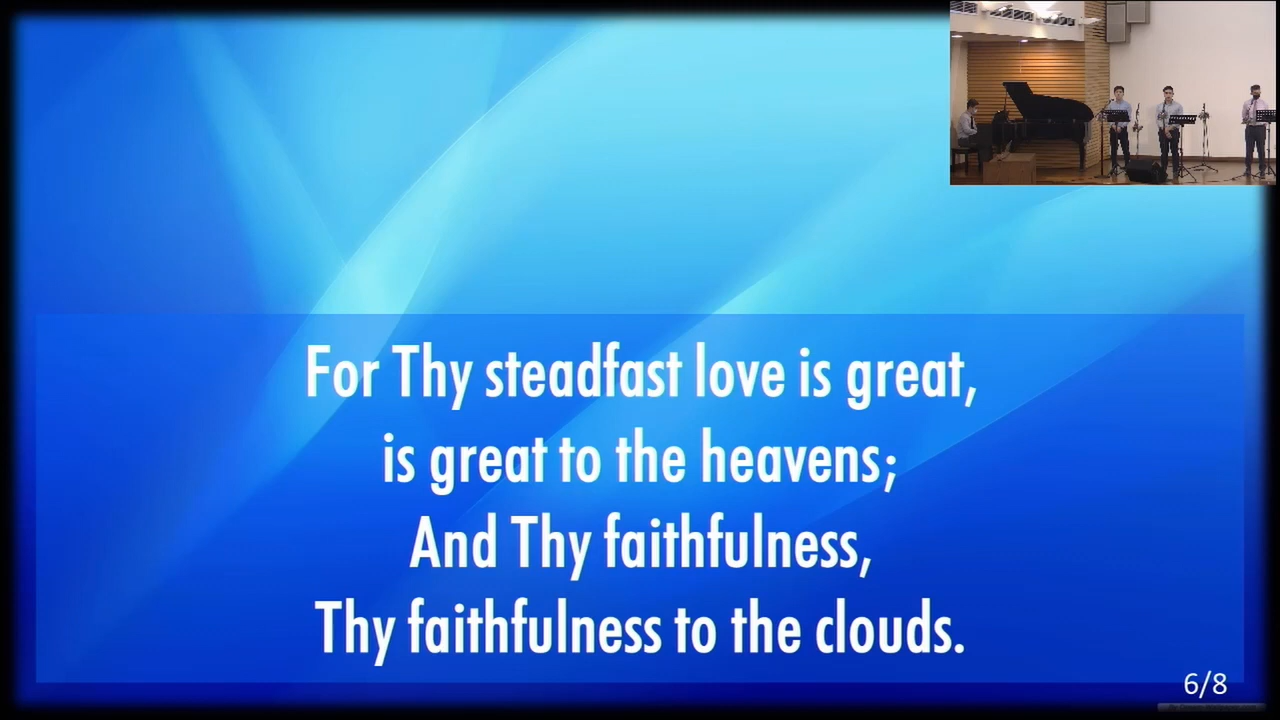 For Thy steadfast love is great,
is great to the heavens;
And Thy faithfulness,
Thy faithfulness to the clouds.
6/8